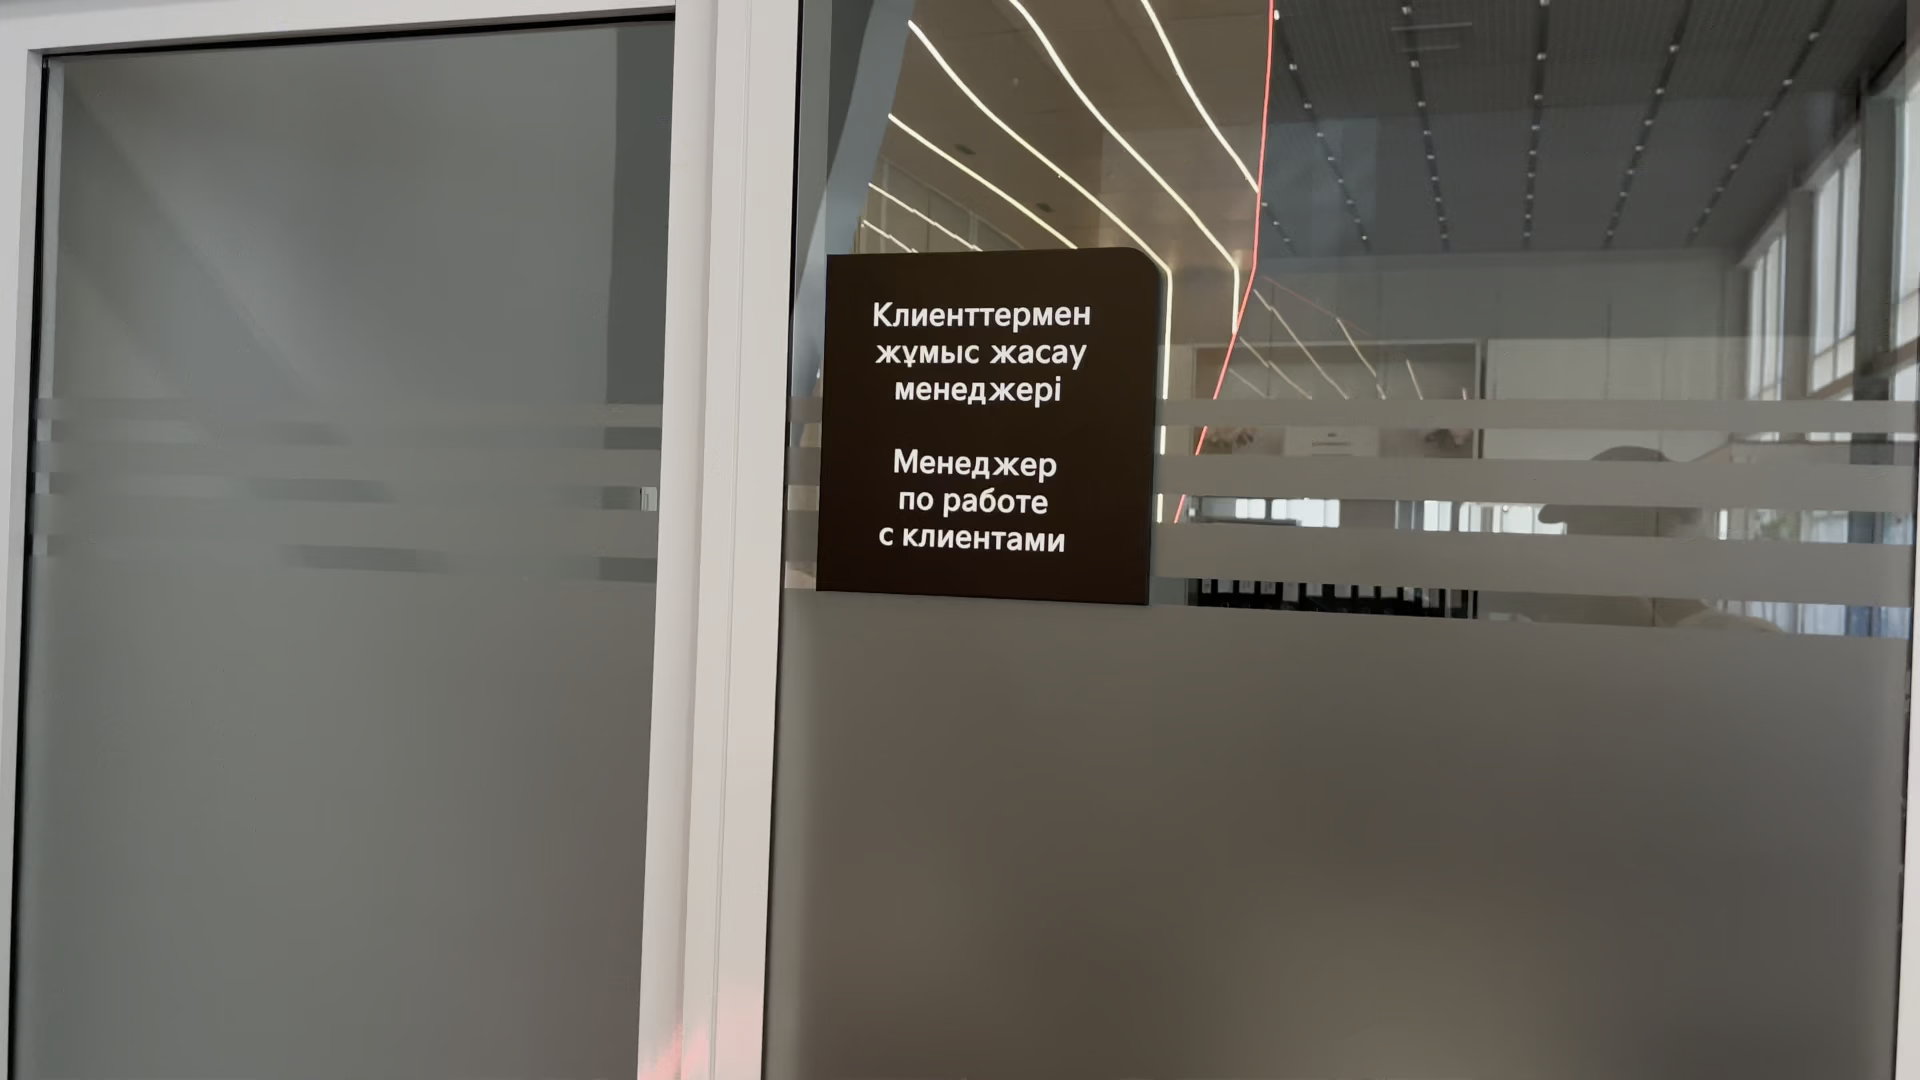 Клиенттермен
жұмыс жасау
менеджері
Менеджер
по работе
с клиентами